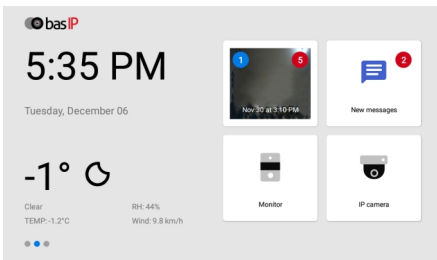 bas IP
5:35 PM
Tuesday, December 06
-1°
Clear
RH: 44%
TEMP: -1.2°C
Wind: 9.8 km/h
1
5
Nov 30 at 3:10 PM
2
New messages
Monitor
IP camera